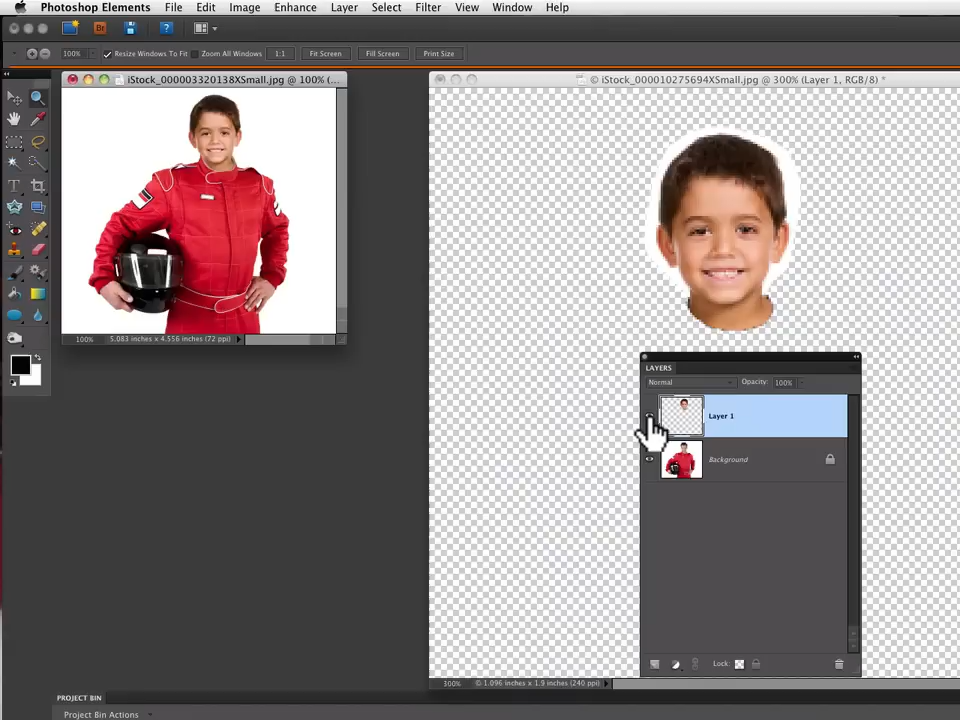 Photoshop Elements File Edit Image Enhance Layer Select Filter View Window Help
Br ?
100% Resize Windows To Fit Zoom All Windows 1:1 Fit Screen Fill Screen Print Size
iStock_000003320138XSmall.jpg @ 100% (...
© iStock_000010275694XSmall.jpg @ 300% (Layer 1, RGB/8) *
T
100% 5.083 inches x 4.556 inches (72 ppi)
LAYERS
Normal Opacity: 100%
Layer 1
Background
Lock:
300% © 1.096 inches x 1.9 inches (240 ppi)
PROJECT BIN
Project Bin Actions